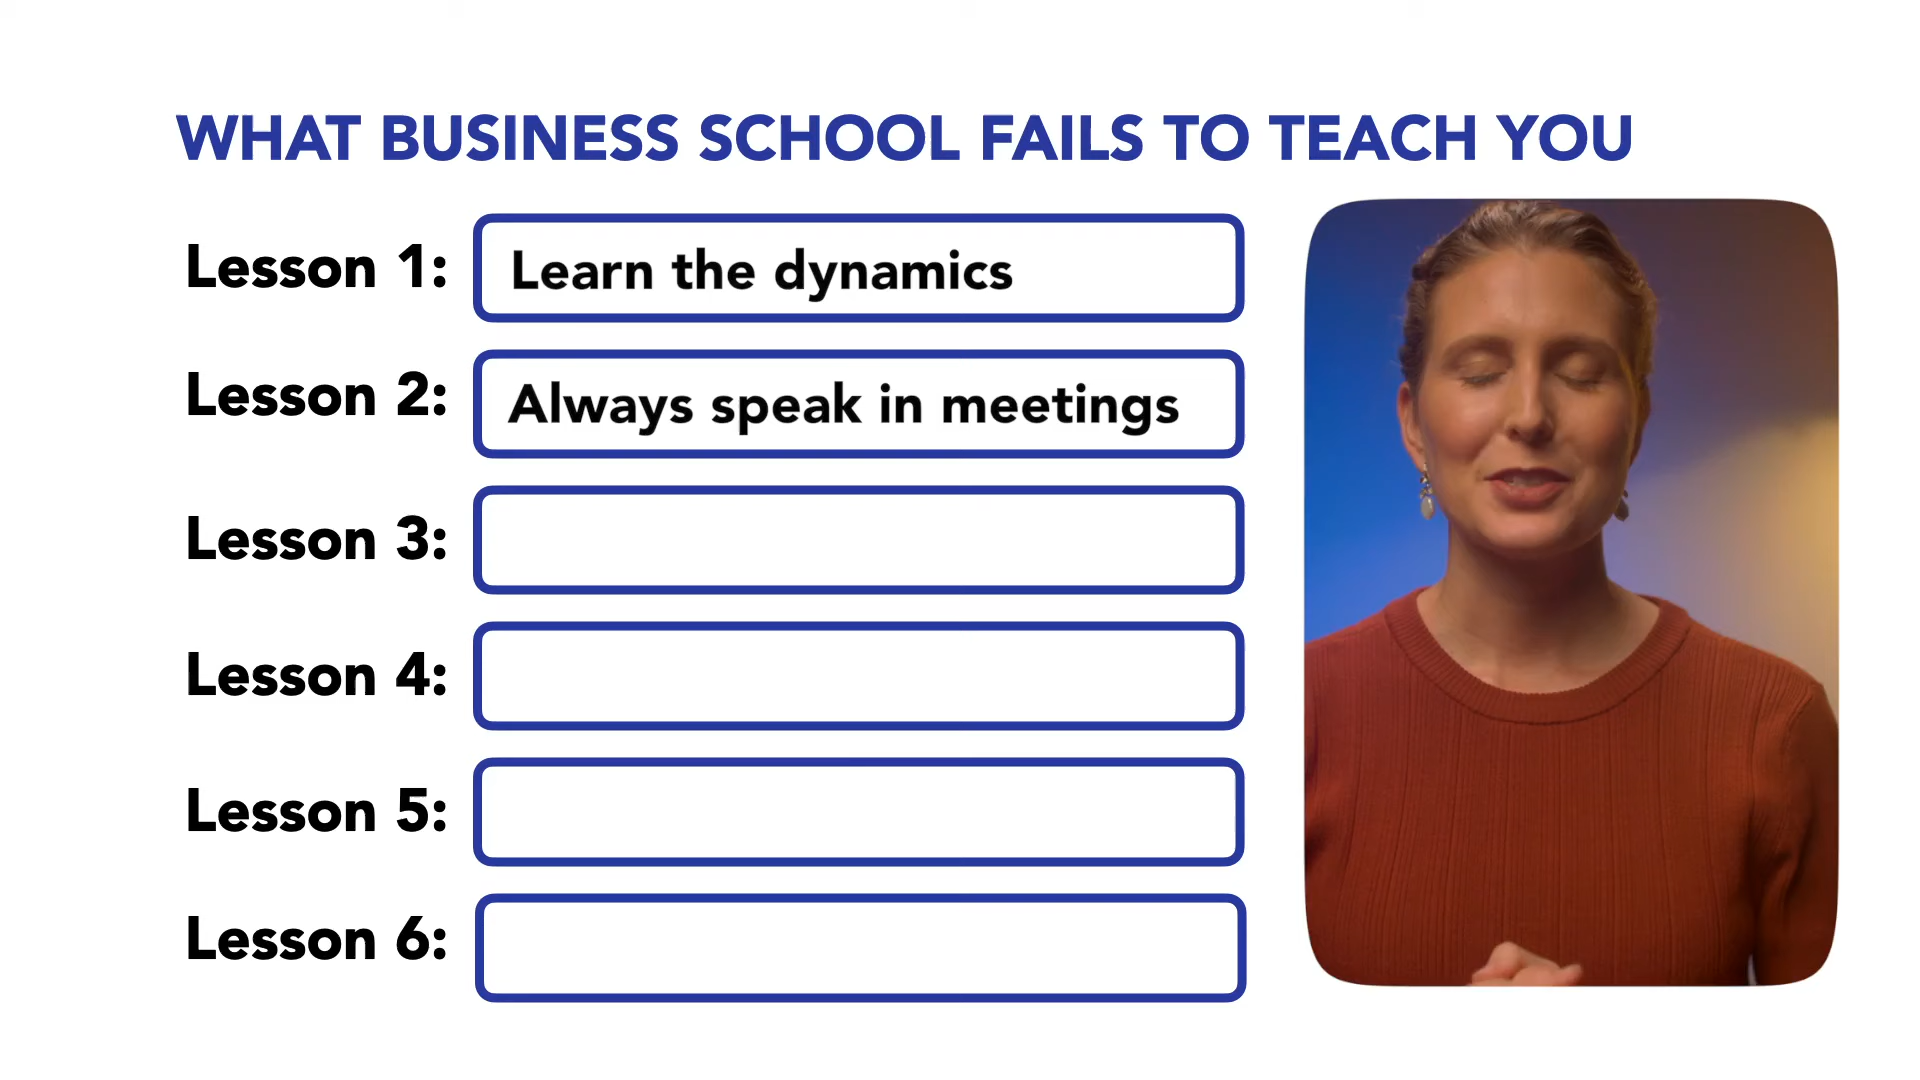 WHAT BUSINESS SCHOOL FAILS TO TEACH YOU
Lesson 1: Learn the dynamics
Lesson 2: Always speak in meetings
Lesson 3:
Lesson 4:
Lesson 5:
Lesson 6: